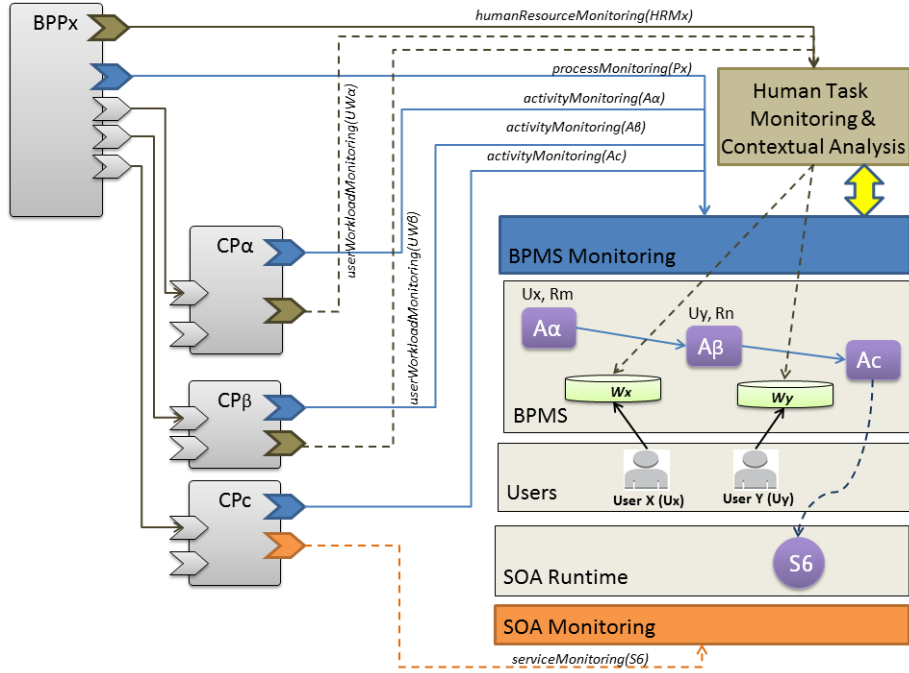 humanResourceMonitoring(HRMx)
BPPx
processMonitoring(Px)
activityMonitoring(Aα)
activityMonitoring(Aβ)
activityMonitoring(Ac)
userWorkloadMonitoring(UWα)
userWorkloadMonitoring(UWβ)
Human Task
Monitoring &
Contextual Analysis
CPα
BPMS Monitoring
Ux, Rm
Aα
Uy, Rn
Aβ
Ac
Wx
Wy
BPMS
CPβ
Users
User X (Ux)
User Y (Uy)
CPc
S6
SOA Runtime
SOA Monitoring
serviceMonitoring(S6)